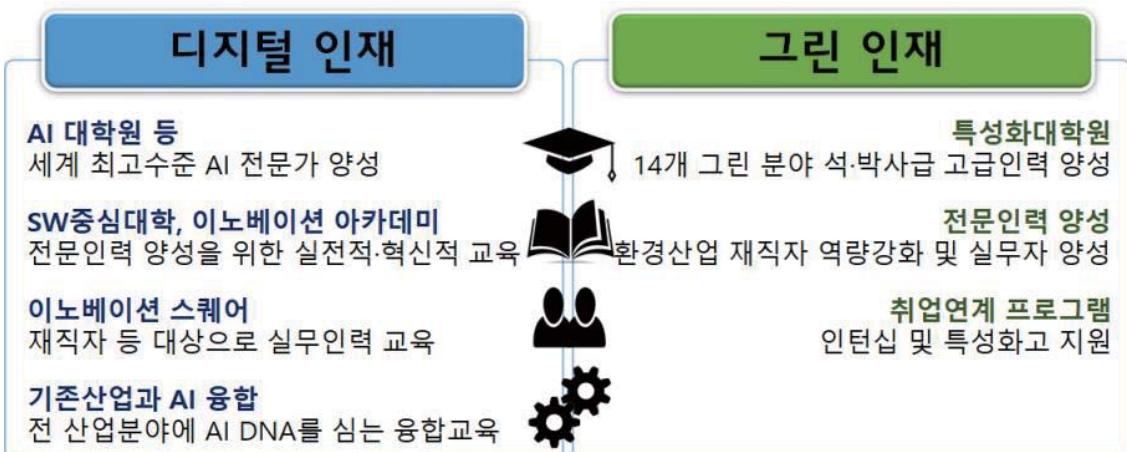 디지털 인재
AI 대학원 등
세계 최고수준 AI 전문가 양성
SW중심대학, 이노베이션 아카데미
전문인력 양성을 위한 실전적·혁신적 교육
이노베이션 스퀘어
재직자 등 대상으로 실무인력 교육
기존산업과 AI 융합
전 산업분야에 AI DNA를 심는 융합교육
그린 인재
특성화대학원
14개 그린 분야 석·박사급 고급인력 양성
전문인력 양성
환경산업 재직자 역량강화 및 실무자 양성
취업연계 프로그램
인턴십 및 특성화고 지원